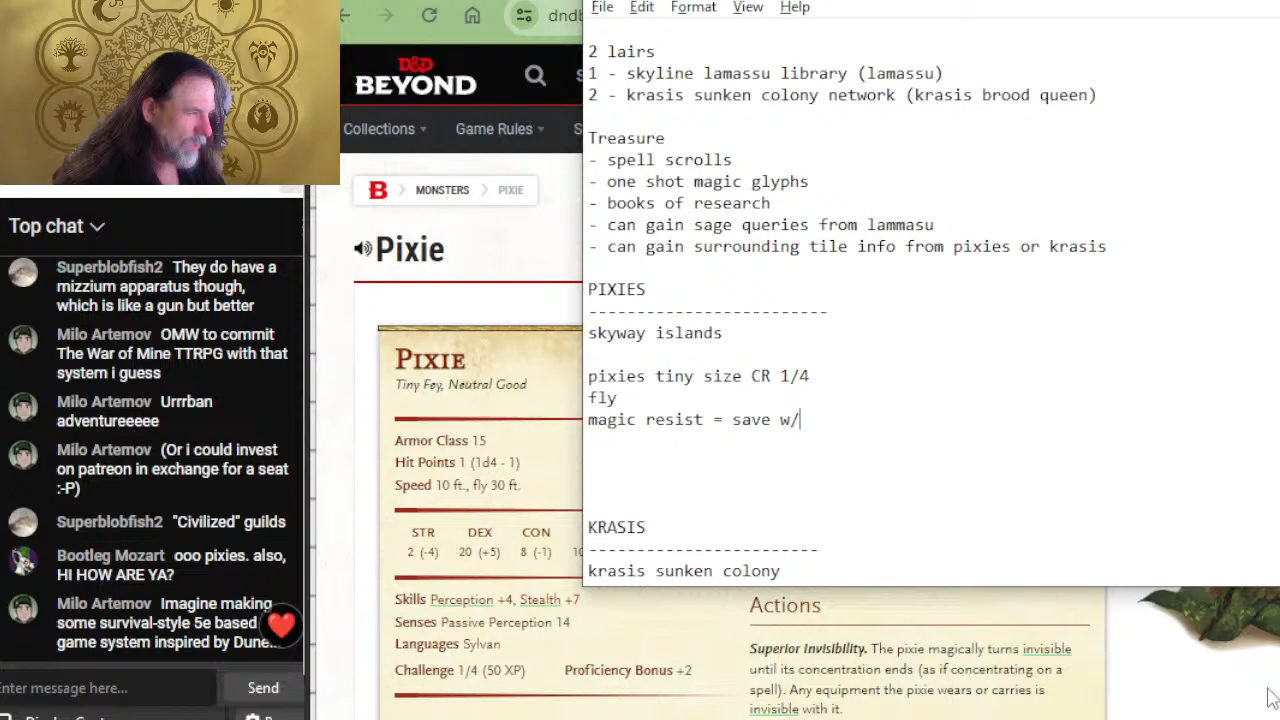 dndb
File Edit Format View Help
D&D
BEYOND
Collections
Game Rules
S
B MONSTERS PIXIE
Pixie
PIXIE
Tiny Fey, Neutral Good
Armor Class 15
Hit Points 1 (1d4 - 1)
Speed 10 ft., fly 30 ft.
STR DEX CON
2 (-4) 20 (+5) 8 (-1) 10
Skills Perception +4, Stealth +7
Senses Passive Perception 14
Languages Sylvan
Challenge 1/4 (50 XP) Proficiency Bonus +2
Actions
Superior Invisibility. The pixie magically turns invisible
until its concentration ends (as if concentrating on a
spell). Any equipment the pixie wears or carries is
invisible with it.
2 lairs
1 - skyline lamassu library (lamassu)
2 - krasis sunken colony network (krasis brood queen)
Treasure
- spell scrolls
- one shot magic glyphs
- books of research
- can gain sage queries from lammasu
- can gain surrounding tile info from pixies or krasis
PIXIES
-------------------------
skyway islands
pixies tiny size CR 1/4
fly
magic resist = save w/
KRASIS
------------------------
krasis sunken colony
Top chat
Superblobfish2 They do have a
mizzium apparatus though,
which is like a gun but better
Milo Artemov OMW to commit
The War of Mine TTRPG with that
system i guess
Milo Artemov Urrrban
adventureeeee
Milo Artemov (Or i could invest
on patreon in exchange for a seat
:-P)
Superblobfish2 "Civilized" guilds
Bootleg Mozart ooo pixies. also,
HI HOW ARE YA?
Milo Artemov Imagine making
some survival-style 5e based
game system inspired by Dune...
Enter message here...
Send